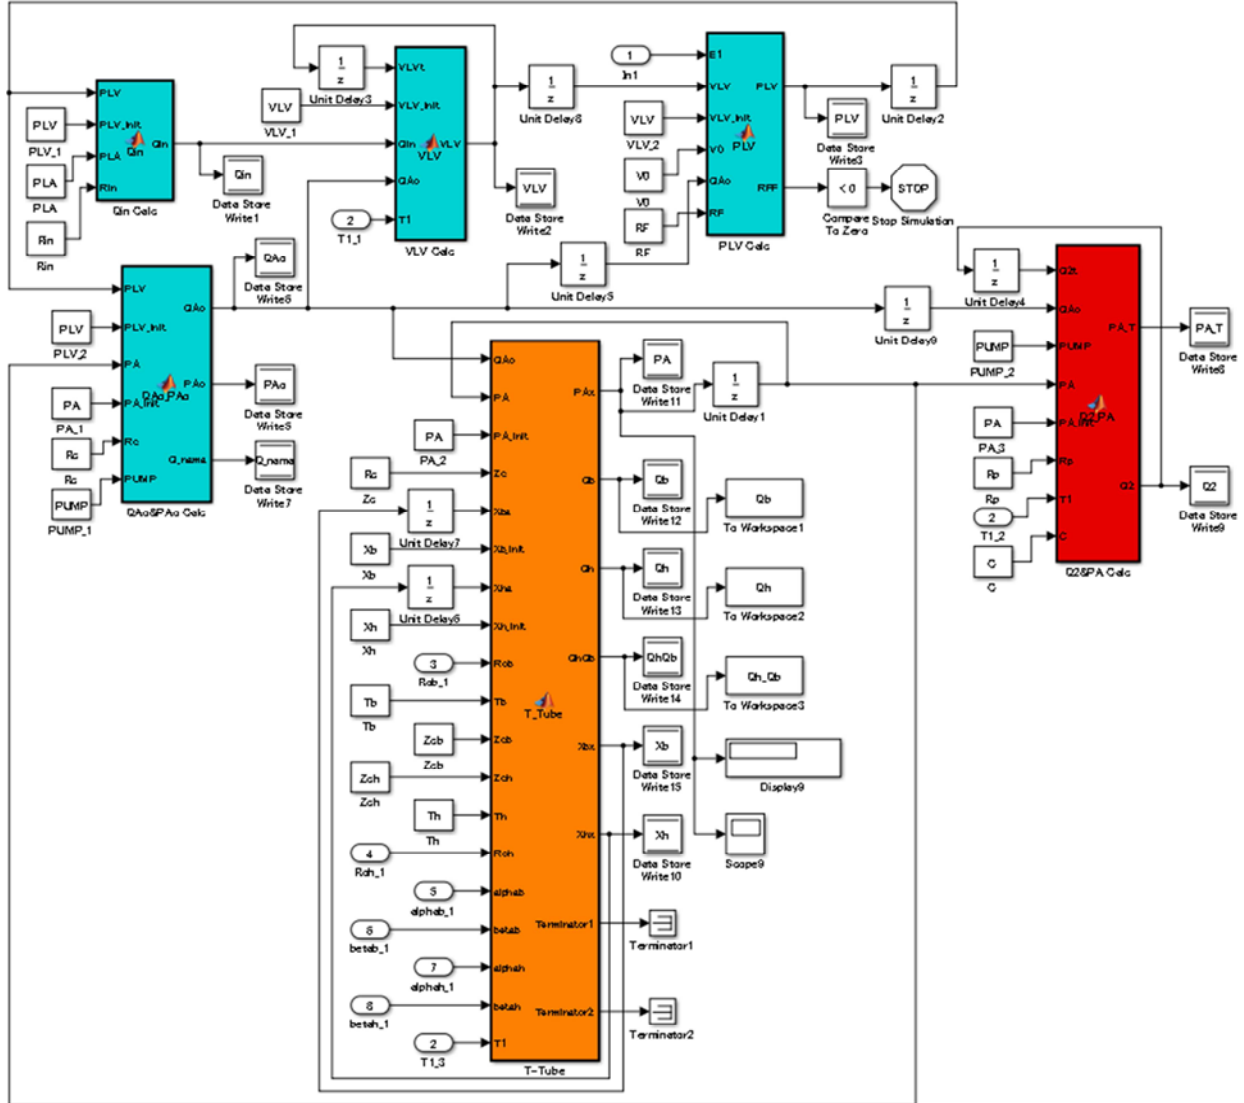 PLV
PLV_Init
PLA
Rin
Qin
Qin
PLV
PLV_1
PLA
PLA
Rin
Rin
Qin Calc
Qin
Data Store
Write1
1
z
Unit Delay3
VLV
VLV_1
2
T1_1
VLVt
VLV_Init
Qin
QAo
T1
VLV
VLV
VLV Calc
VLV
Data Store
Write2
1
z
Unit Delay8
1
In1
VLV
VLV_2
V0
V0
RF
RF
E1
VLV
VLV_Init
V0
QAo
RF
PLV
PLV
RFF
PLV Calc
PLV
Data Store
Write3
1
z
Unit Delay2
< 0
Compare
To Zero
STOP
Stop Simulation
1
z
Unit Delay5
QAo
Data Store
Write6
PLV
PLV_2
PA
PA_1
Rc
Rc
PUMP
PUMP_1
PLV
PLV_Init
PA
PA_Init
Rc
PUMP
QAo_PAo
QAo
PAo
Q_nama
QAo&PAo Calc
PAo
Data Store
Write5
Q_nama
Data Store
Write7
1
z
Unit Delay9
1
z
Unit Delay4
PUMP
PUMP_2
PA
PA_3
Rp
Rp
2
T1_2
C
C
Q2t
QAo
PUMP
PA
PA_Init
Rp
T1
C
Q2_PA
PA_T
Q2
Q2&PA Calc
PA_T
Data Store
Write8
Q2
Data Store
Write9
PA
PA_2
Rc
Zc
1
z
Unit Delay7
Xb
Xb
1
z
Unit Delay6
Xh
Xh
3
Rob_1
Tb
Tb
Zcb
Zcb
Zch
Zch
Th
Th
4
Roh_1
5
alphab_1
6
betab_1
7
alphah_1
8
betah_1
2
T1_3
QAo
PA
PA_Init
Zc
Xba
Xb_Init
Xha
Xh_Init
Rob
Tb
Zcb
Zch
Th
Roh
alphab
betab
alphah
betah
T1
T_Tube
PAx
Qb
Qh
QhQb
Xbx
Xhx
Terminator1
Terminator2
T-Tube
PA
Data Store
Write11
1
z
Unit Delay1
Qb
Data Store
Write12
Qb
To Workspace1
Qh
Data Store
Write13
Qh
To Workspace2
QhQb
Data Store
Write14
Qh_Qb
To Workspace3
Xb
Data Store
Write15
Display9
Xh
Data Store
Write10
Scope9
Terminator1
Terminator2